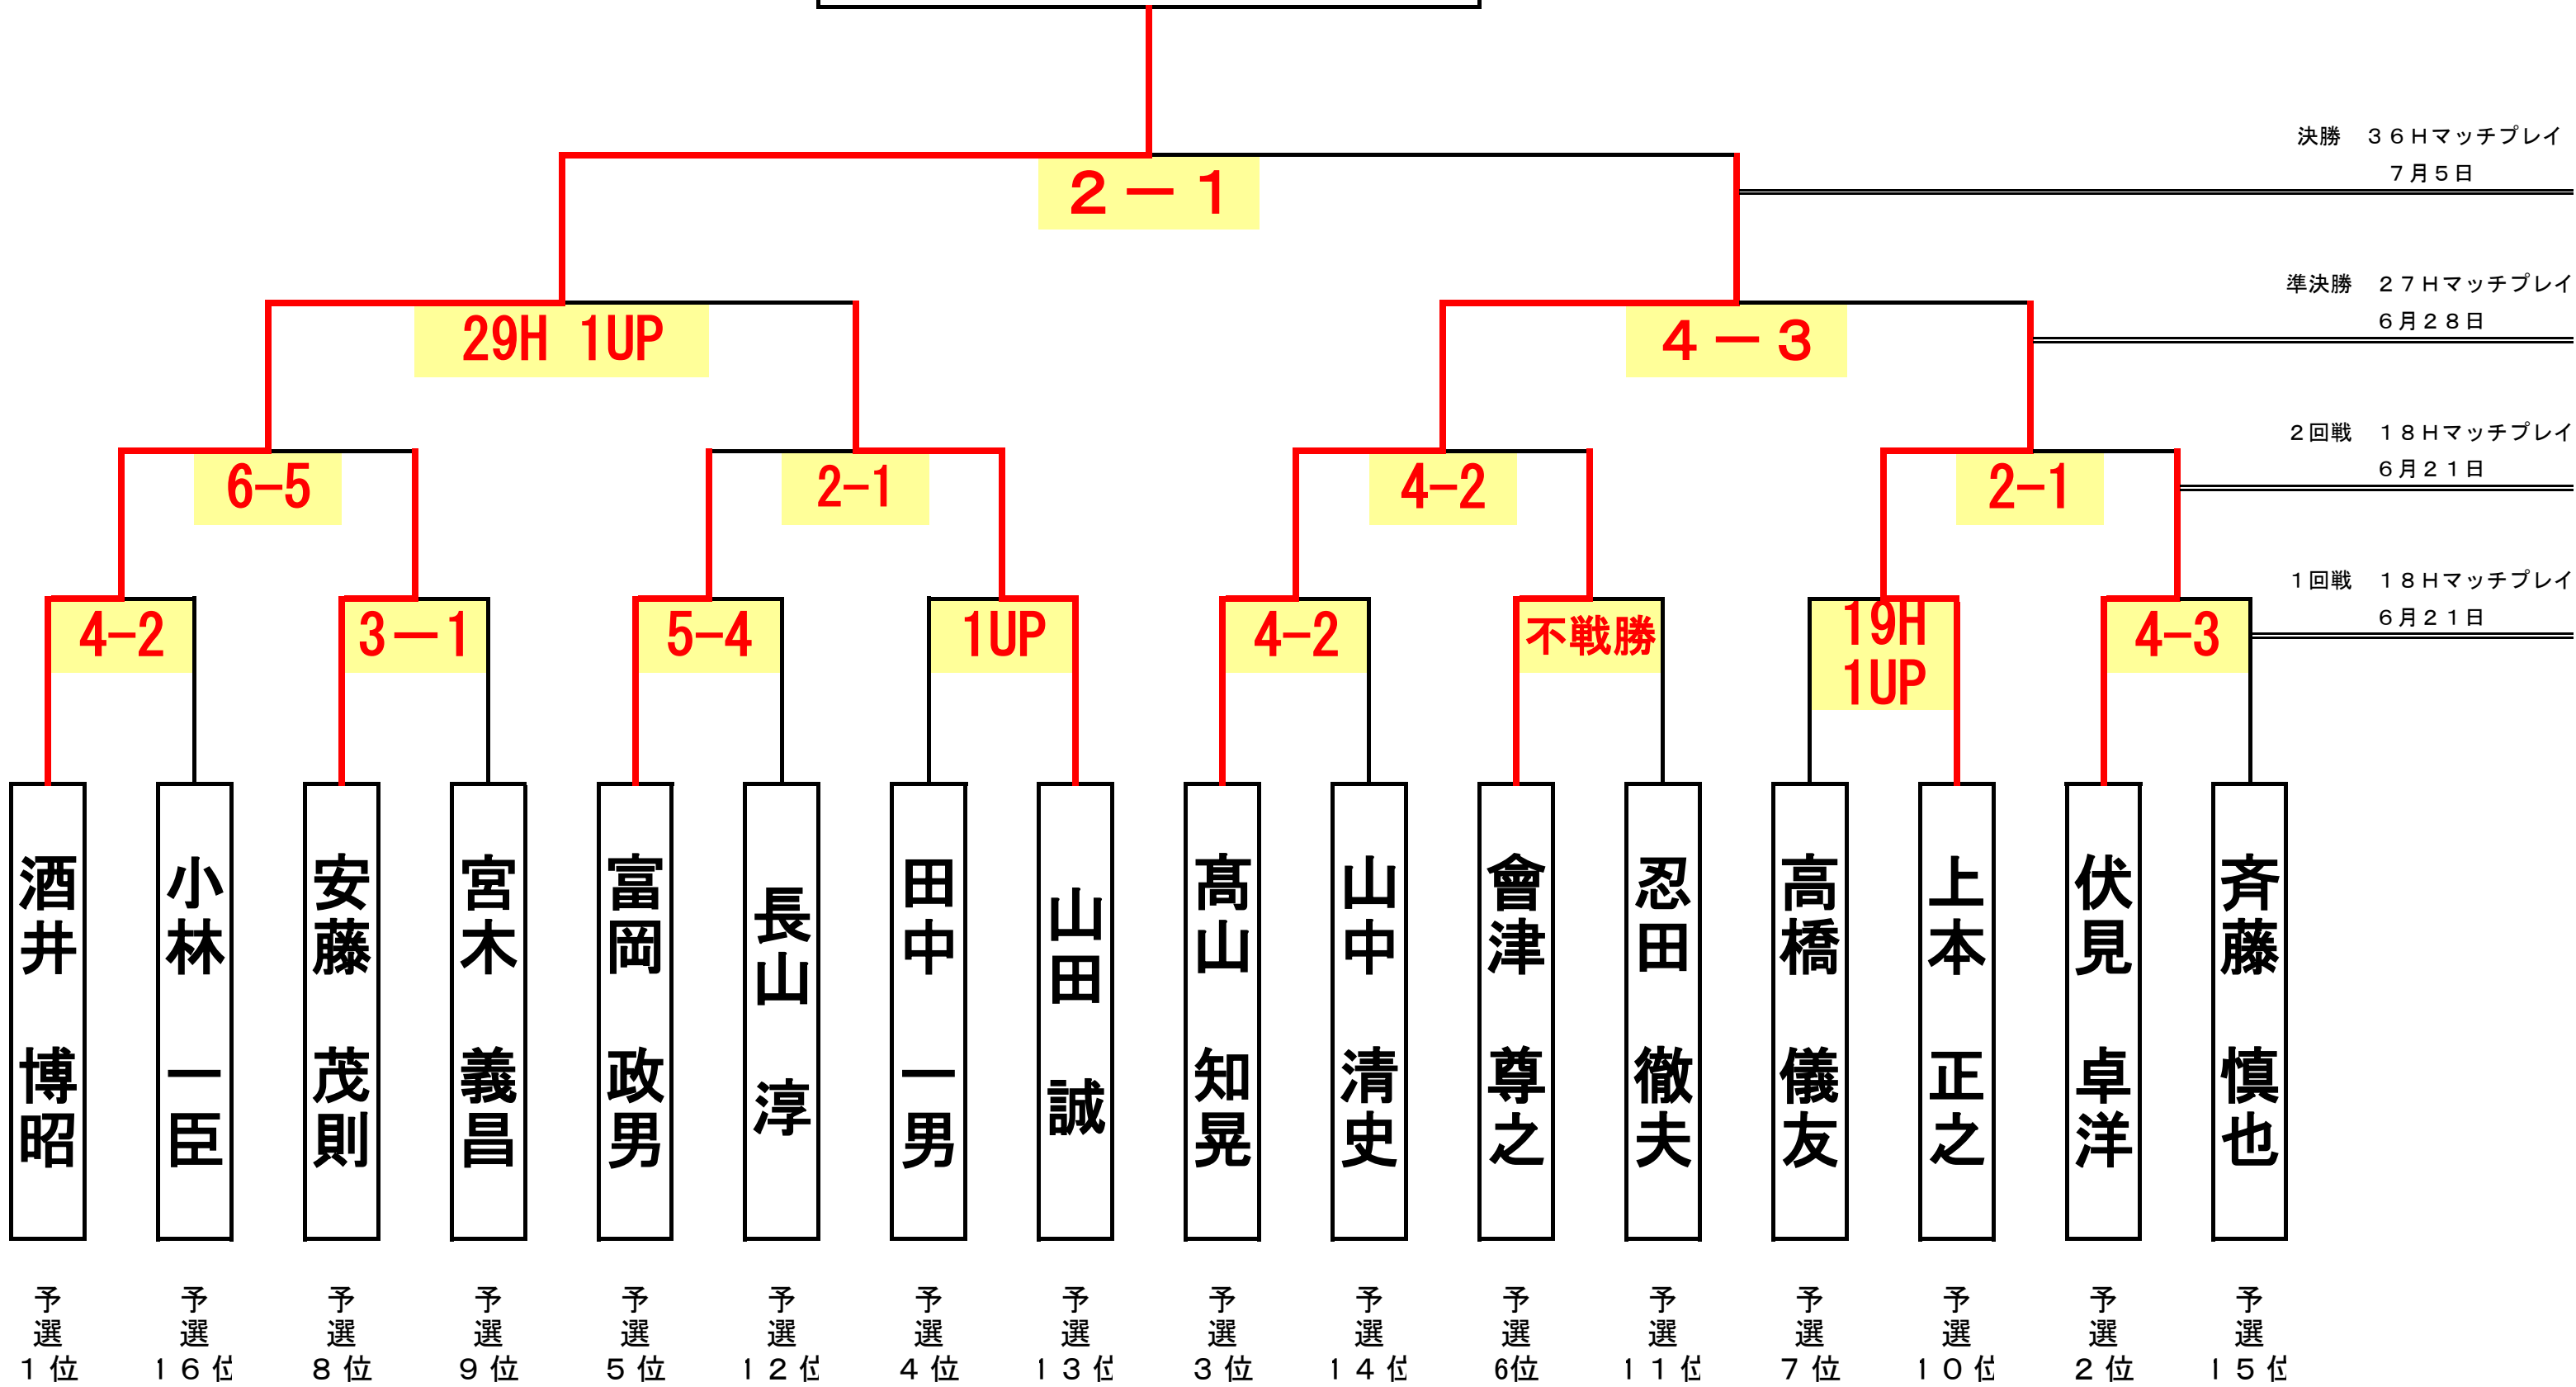 決勝　３６Ｈマッチプレイ
７月５日
２－１
準決勝　２７Ｈマッチプレイ
６月２８日
29H 1UP
４－３
２回戦　１８Ｈマッチプレイ
６月２１日
6-5
2-1
4-2
2-1
１回戦　１８Ｈマッチプレイ
６月２１日
4-2
3－1
5-4
1UP
4-2
不戦勝
19H
1UP
4-3
酒井　博昭
小林　一臣
安藤　茂則
宮木　義昌
富岡　政男
長山　淳
田中　一男
山田　誠
髙山　知晃
山中　清史
會津　尊之
忍田　徹夫
高橋　儀友
上本　正之
伏見　卓洋
斉藤　慎也
予選１位
予選１６位
予選８位
予選９位
予選５位
予選１２位
予選４位
予選１３位
予選３位
予選１４位
予選6位
予選１１位
予選７位
予選１０位
予選２位
予選１５位